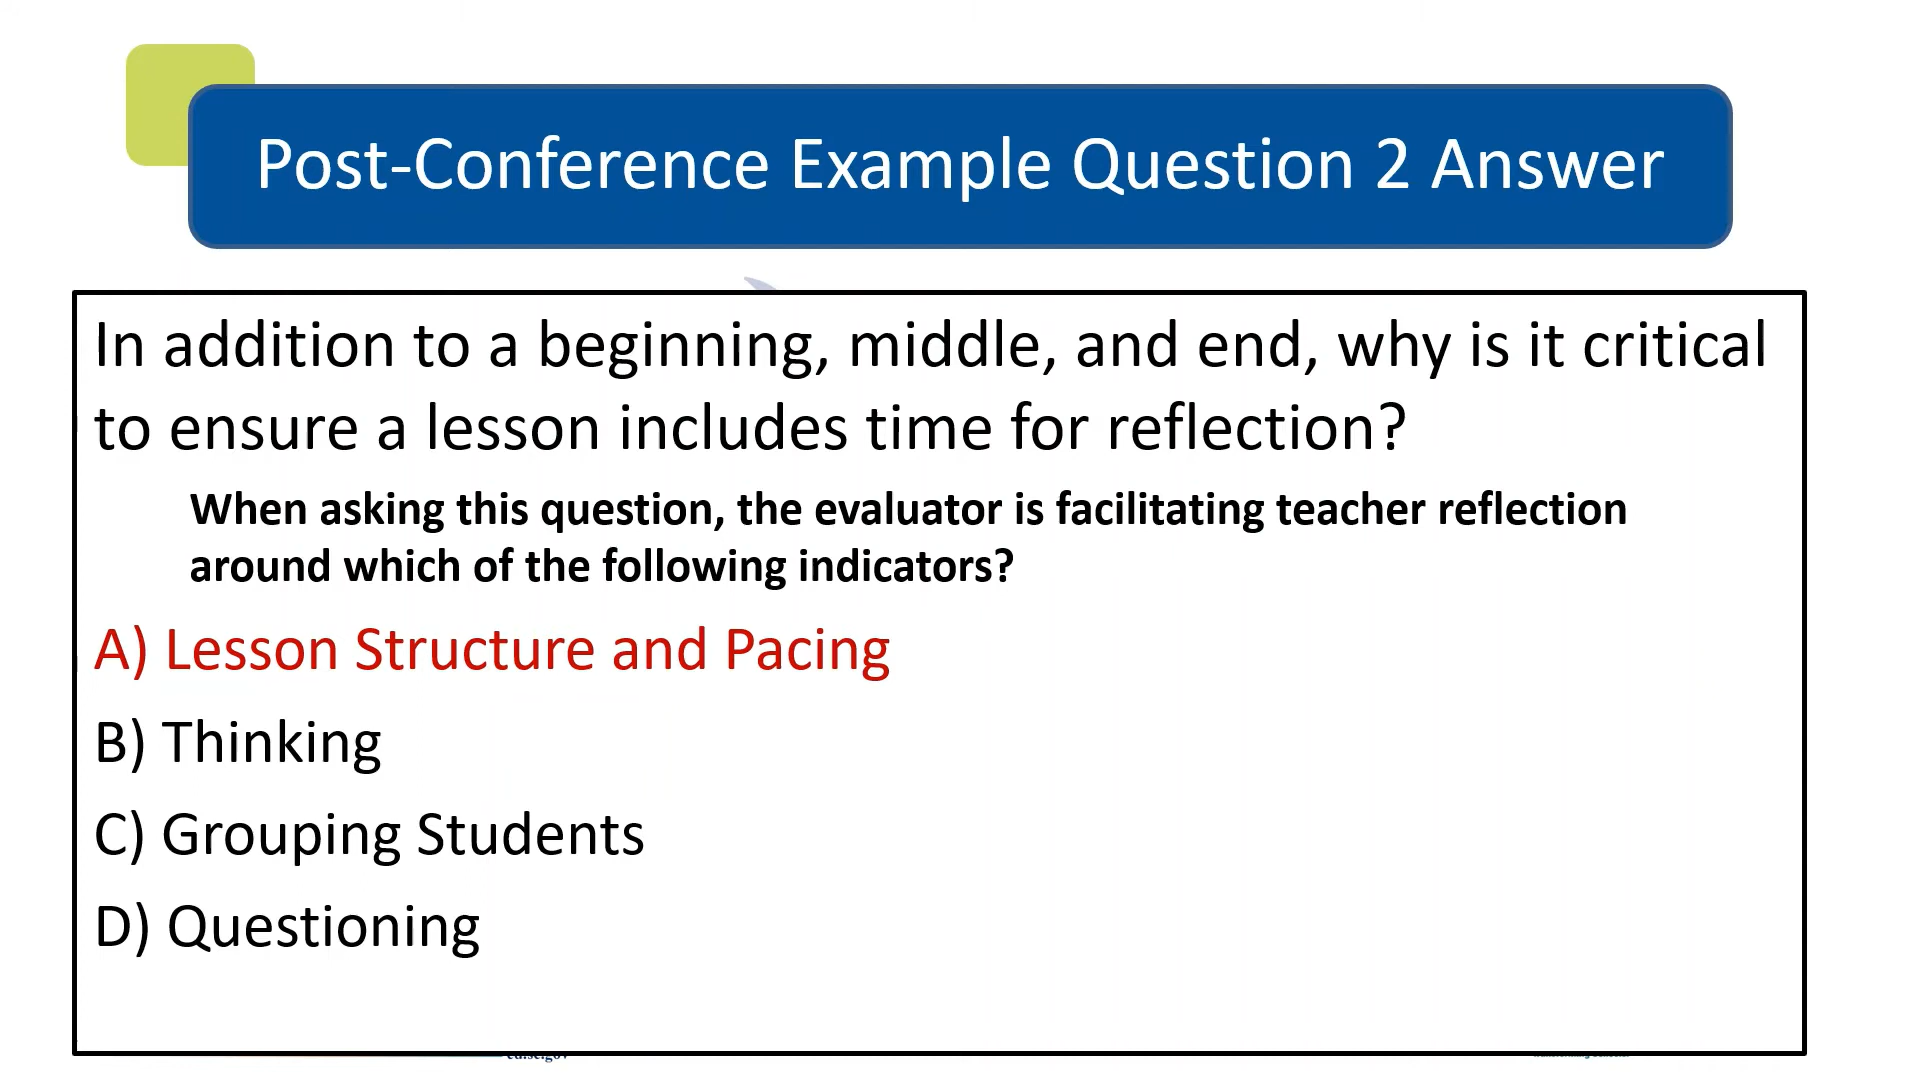 Post-Conference Example Question 2 Answer
In addition to a beginning, middle, and end, why is it critical
to ensure a lesson includes time for reflection?
When asking this question, the evaluator is facilitating teacher reflection
around which of the following indicators?
A) Lesson Structure and Pacing
B) Thinking
C) Grouping Students
D) Questioning